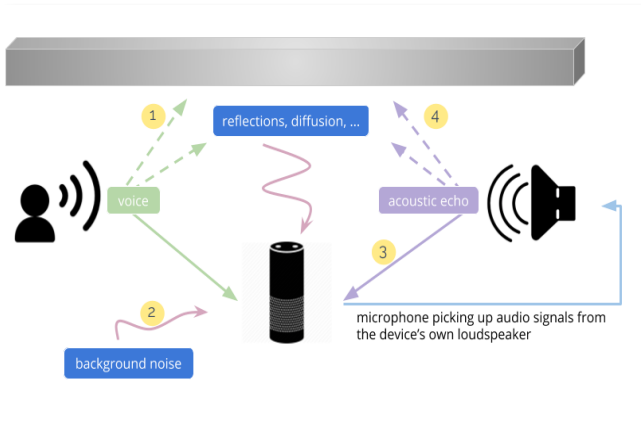 1
4
reflections, diffusion, ...
voice
acoustic echo
3
2
microphone picking up audio signals from
the device's own loudspeaker
background noise